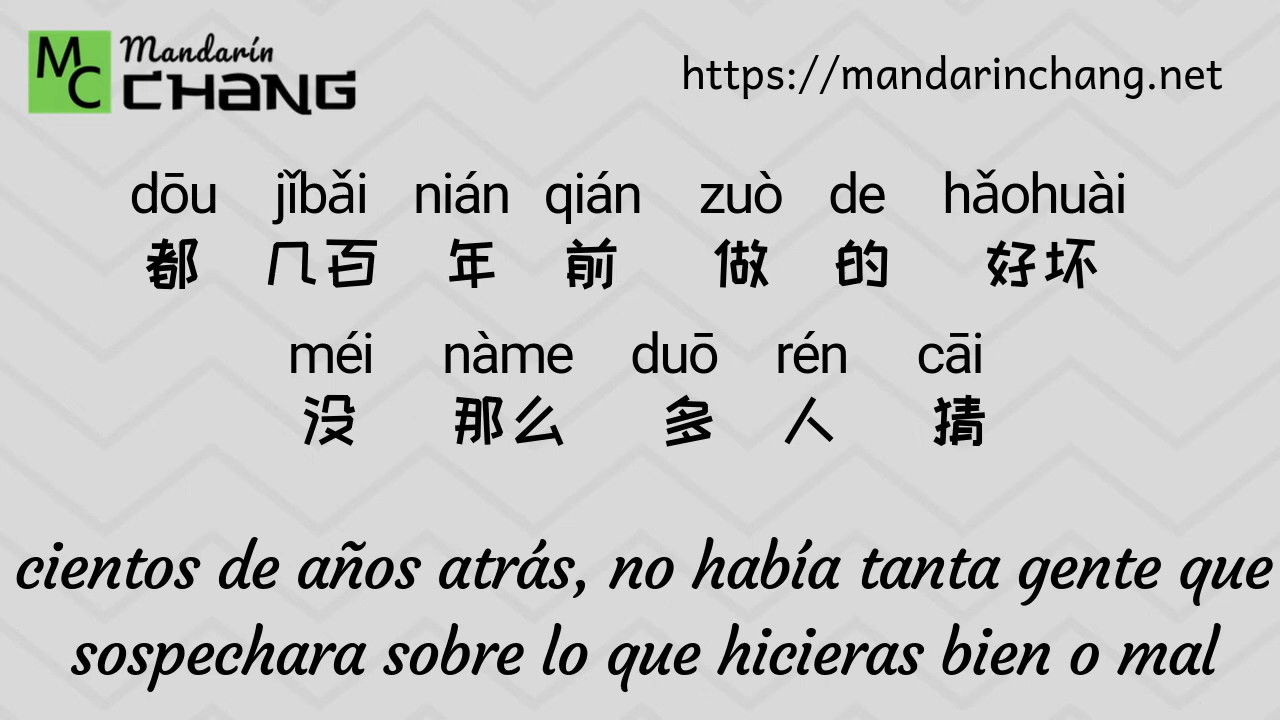 MC Mandarín
CHANG
https://mandarinchang.net
dōu jǐbǎi nián qián zuò de hǎohuài
都 几百 年 前 做 的 好坏
méi nàme duō rén cāi
没 那么 多 人 猜
cientos de años atrás, no había tanta gente que
sospechara sobre lo que hicieras bien o mal